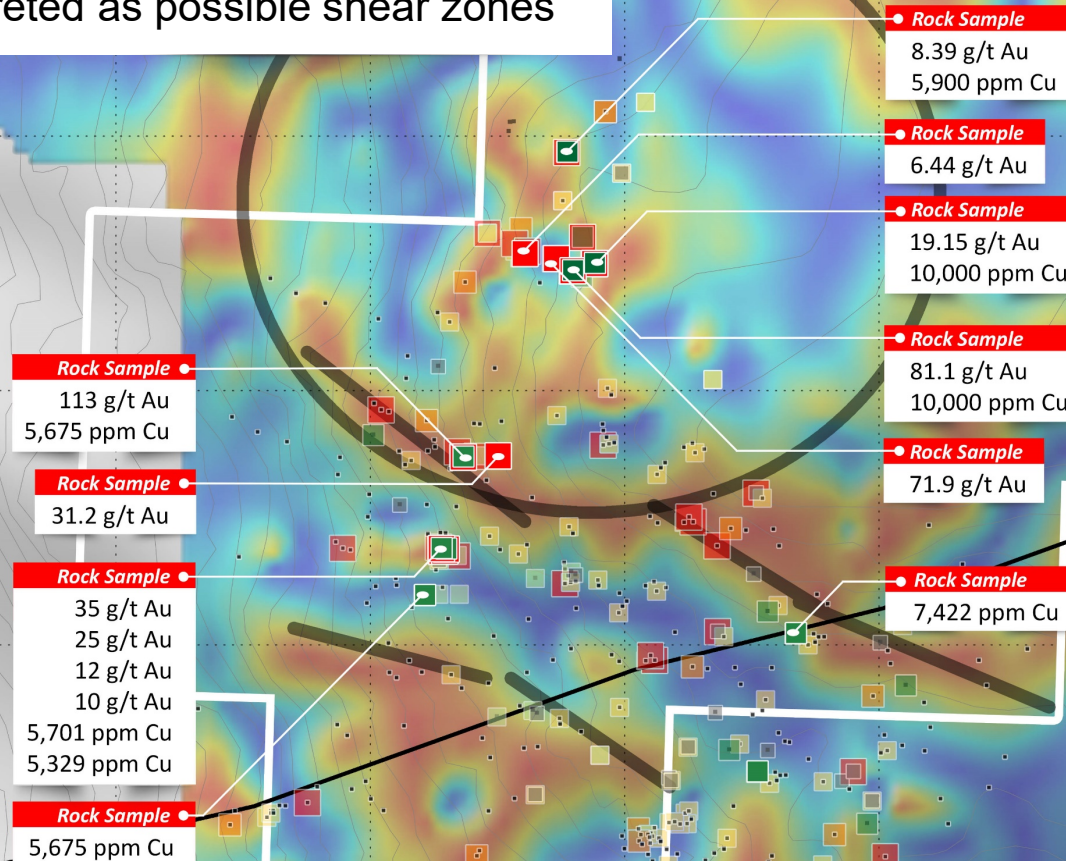 reted as possible shear zones
Rock Sample
8.39 g/t Au
5,900 ppm Cu
Rock Sample
6.44 g/t Au
Rock Sample
19.15 g/t Au
10,000 ppm Cu
Rock Sample
81.1 g/t Au
10,000 ppm Cu
Rock Sample
71.9 g/t Au
Rock Sample
7,422 ppm Cu
Rock Sample
113 g/t Au
5,675 ppm Cu
Rock Sample
31.2 g/t Au
Rock Sample
35 g/t Au
25 g/t Au
12 g/t Au
10 g/t Au
5,701 ppm Cu
5,329 ppm Cu
Rock Sample
5,675 ppm Cu